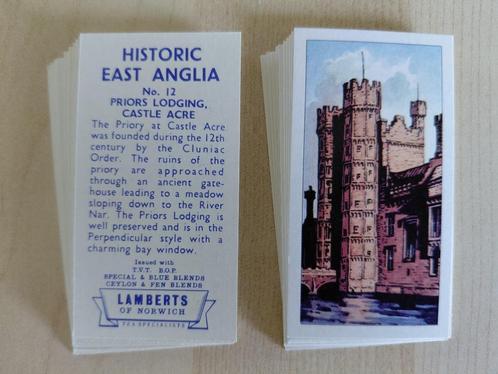 HISTORIC
EAST ANGLIA
No. 12
PRIORS LODGING,
CASTLE ACRE
The Priory at Castle Acre
was founded during the 12th
century by the Cluniac
Order. The ruins of the
priory are approached
through an ancient gate-
house leading to a meadow
sloping down to the River
Nar. The Priors Lodging is
well preserved and is in the
Perpendicular style with a
charming bay window.
Issued with
T.V.T. B.O.P.
SPECIAL & BLUE BLENDS
CEYLON & FEN BLENDS
LAMBERTS
OF NORWICH
TEA SPECIALISTS